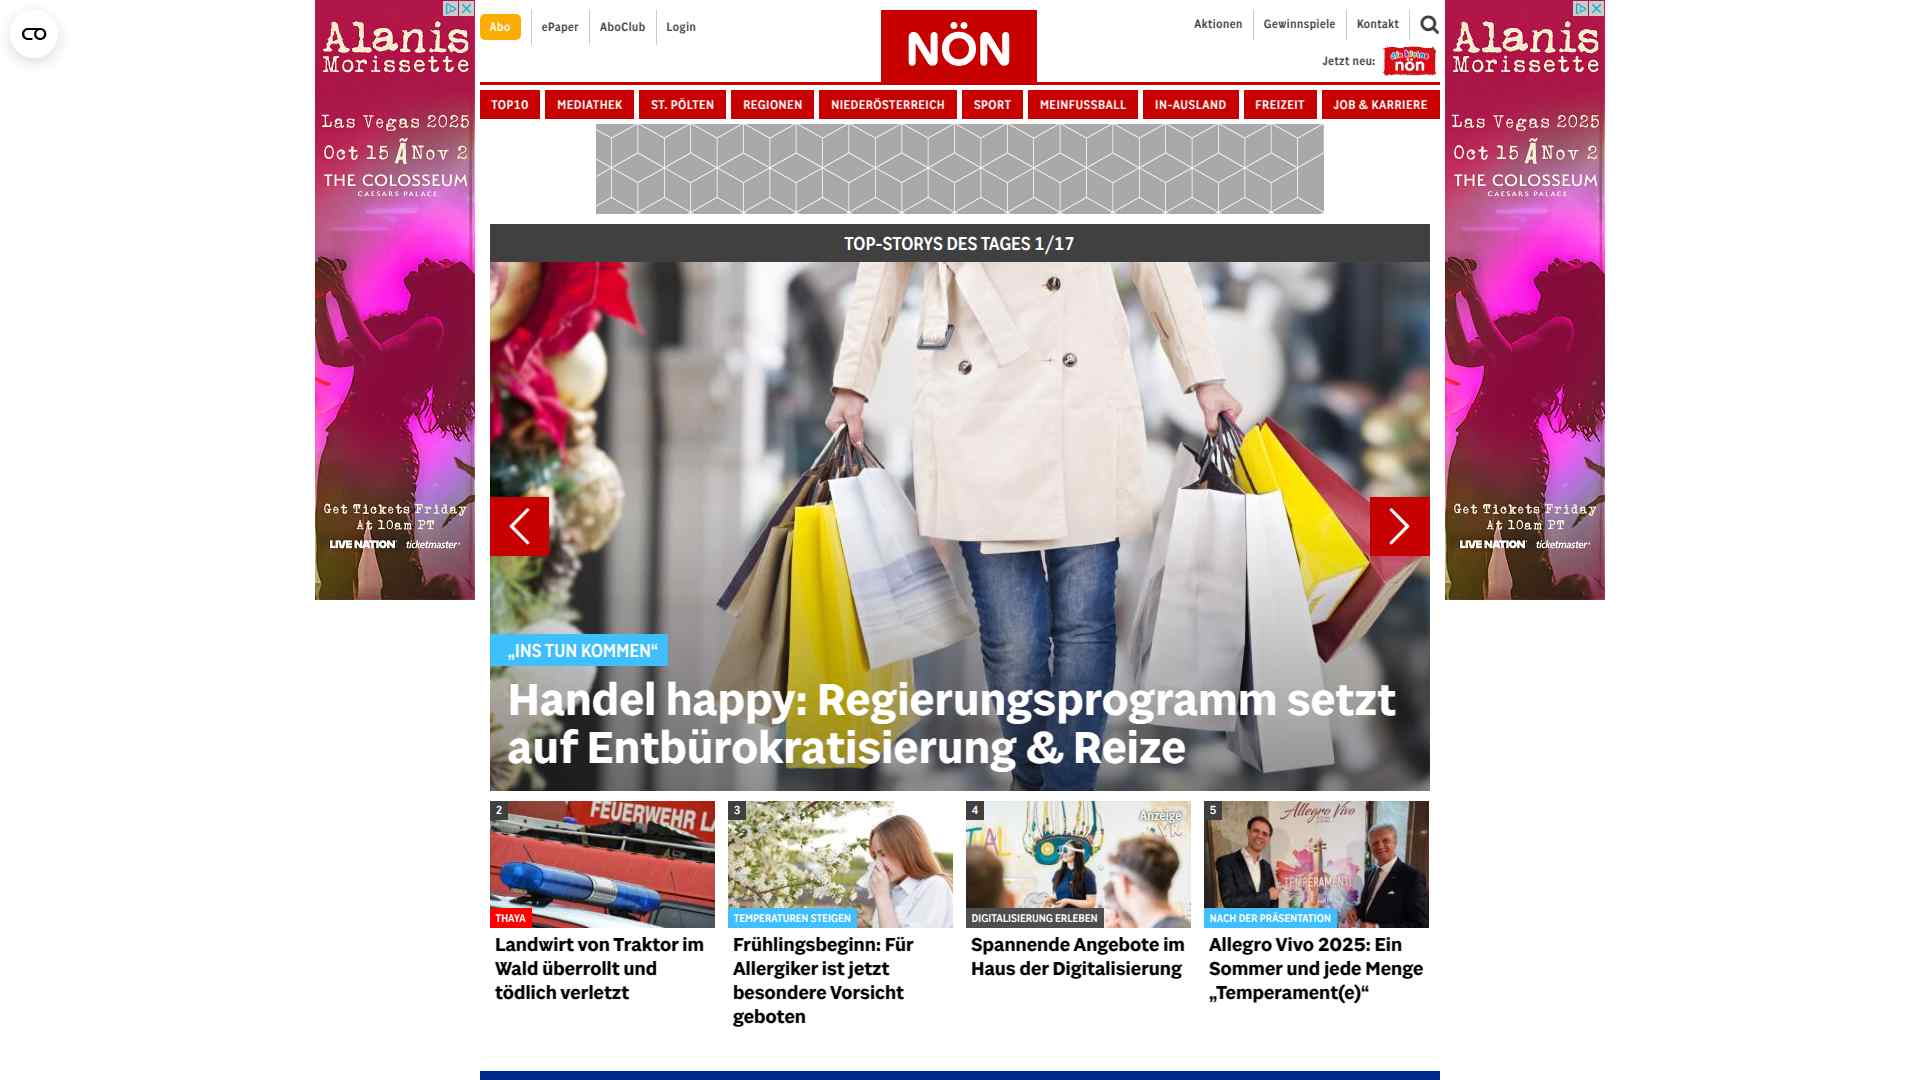 Abo
ePaper
AboClub
Login
NÖN
Aktionen
Gewinnspiele
Kontakt
Jetzt neu:
die kleine
nön
TOP10
MEDIATHEK
ST. PÖLTEN
REGIONEN
NIEDERÖSTERREICH
SPORT
MEINFUSSBALL
IN-AUSLAND
FREIZEIT
JOB & KARRIERE
Alanis
Morissette
Las Vegas 2025
Oct 15 Ã Nov 2
THE COLOSSEUM
CAESARS PALACE
Get Tickets Friday
At 10am PT
LIVE NATION ticketmaster
Alanis
Morissette
Las Vegas 2025
Oct 15 Ã Nov 2
THE COLOSSEUM
CAESARS PALACE
Get Tickets Friday
At 10am PT
LIVE NATION ticketmaster
TOP-STORYS DES TAGES 1/17
„INS TUN KOMMEN“
Handel happy: Regierungsprogramm setzt
auf Entbürokratisierung & Reize
2
FEUERWEHR
THAYA
Landwirt von Traktor im
Wald überrollt und
tödlich verletzt
3
TEMPERATUREN STEIGEN
Frühlingsbeginn: Für
Allergiker ist jetzt
besondere Vorsicht
geboten
4
Anzeige
DIGITALISIERUNG ERLEBEN
Spannende Angebote im
Haus der Digitalisierung
5
Allegro Vivo
TEMPERAMENT
NACH DER PRÄSENTATION
Allegro Vivo 2025: Ein
Sommer und jede Menge
„Temperament(e)“